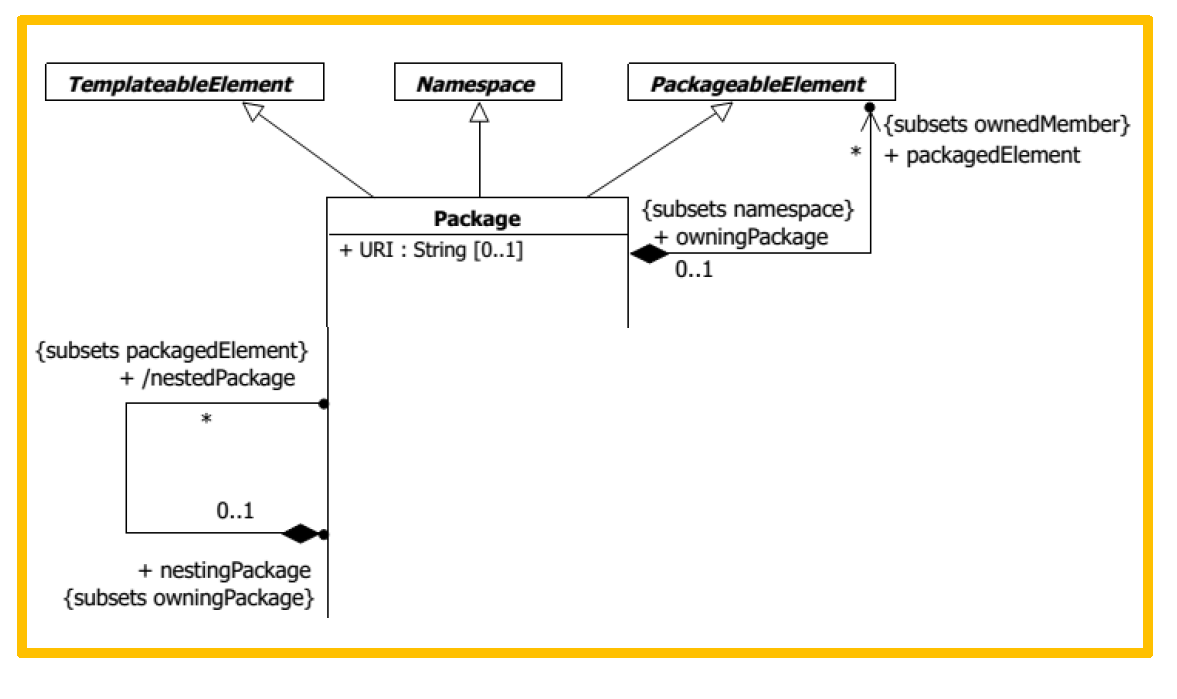 TemplateableElement
Namespace
PackageableElement
{subsets ownedMember}
* + packagedElement
{subsets namespace}
+ owningPackage
0..1
Package
+ URI : String [0..1]
{subsets packagedElement}
+ /nestedPackage
*
0..1
+ nestingPackage
{subsets owningPackage}